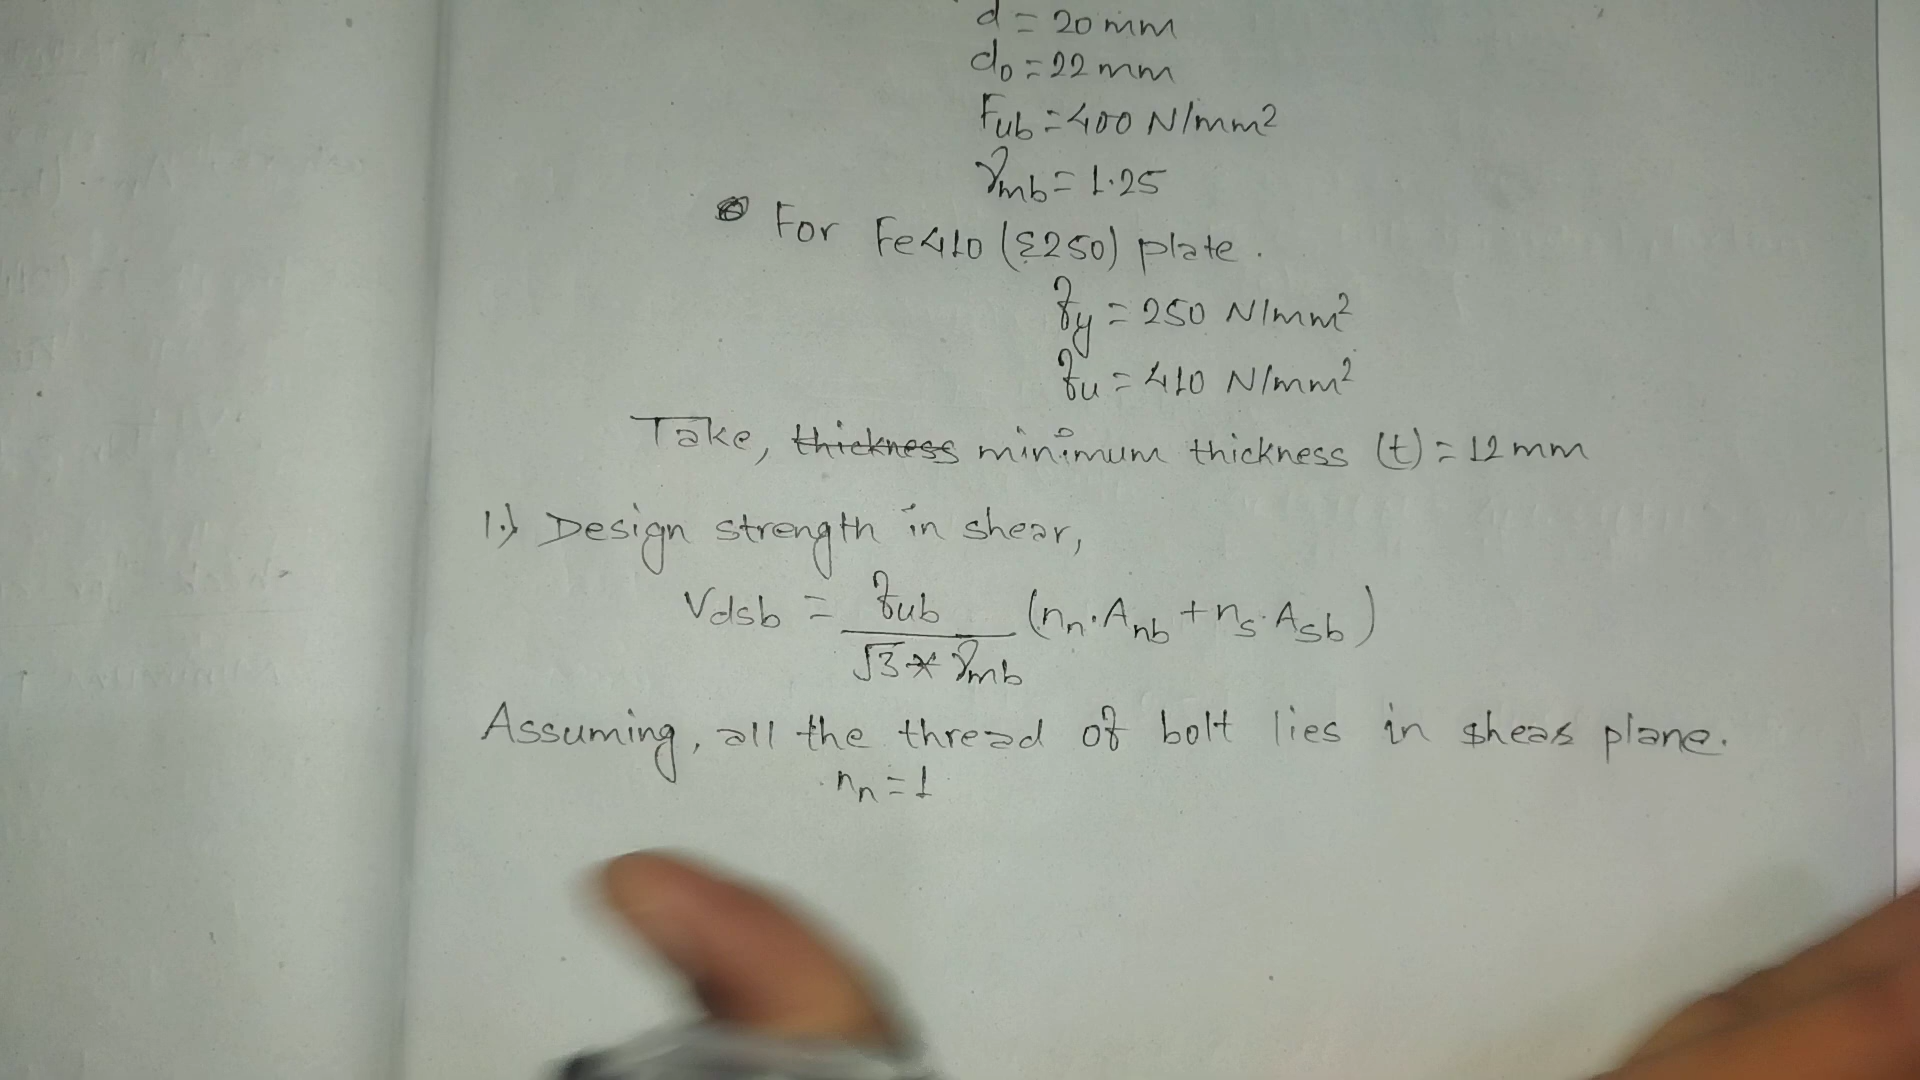 d = 20 mm
d₀ = 22 mm
Fub = 400 N/mm²
γmb = 1.25
For Fe410 (E250) plate.
fy = 250 N/mm²
fu = 410 N/mm²
Take, thickness minimum thickness (t) = 12 mm
1.) Design strength in shear,
Vdsb = fub / √3 * γmb (nn · Anb + ns · Asb)
Assuming, all the thread of bolt lies in shear plane.
nn = 1